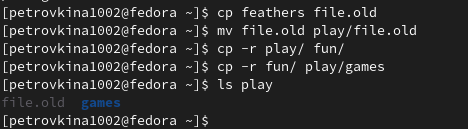 [petrovkina1002@fedora ~]$ cp feathers file.old
[petrovkina1002@fedora ~]$ mv file.old play/file.old
[petrovkina1002@fedora ~]$ cp -r play/ fun/
[petrovkina1002@fedora ~]$ cp -r fun/ play/games
[petrovkina1002@fedora ~]$ ls play
file.old  games
[petrovkina1002@fedora ~]$